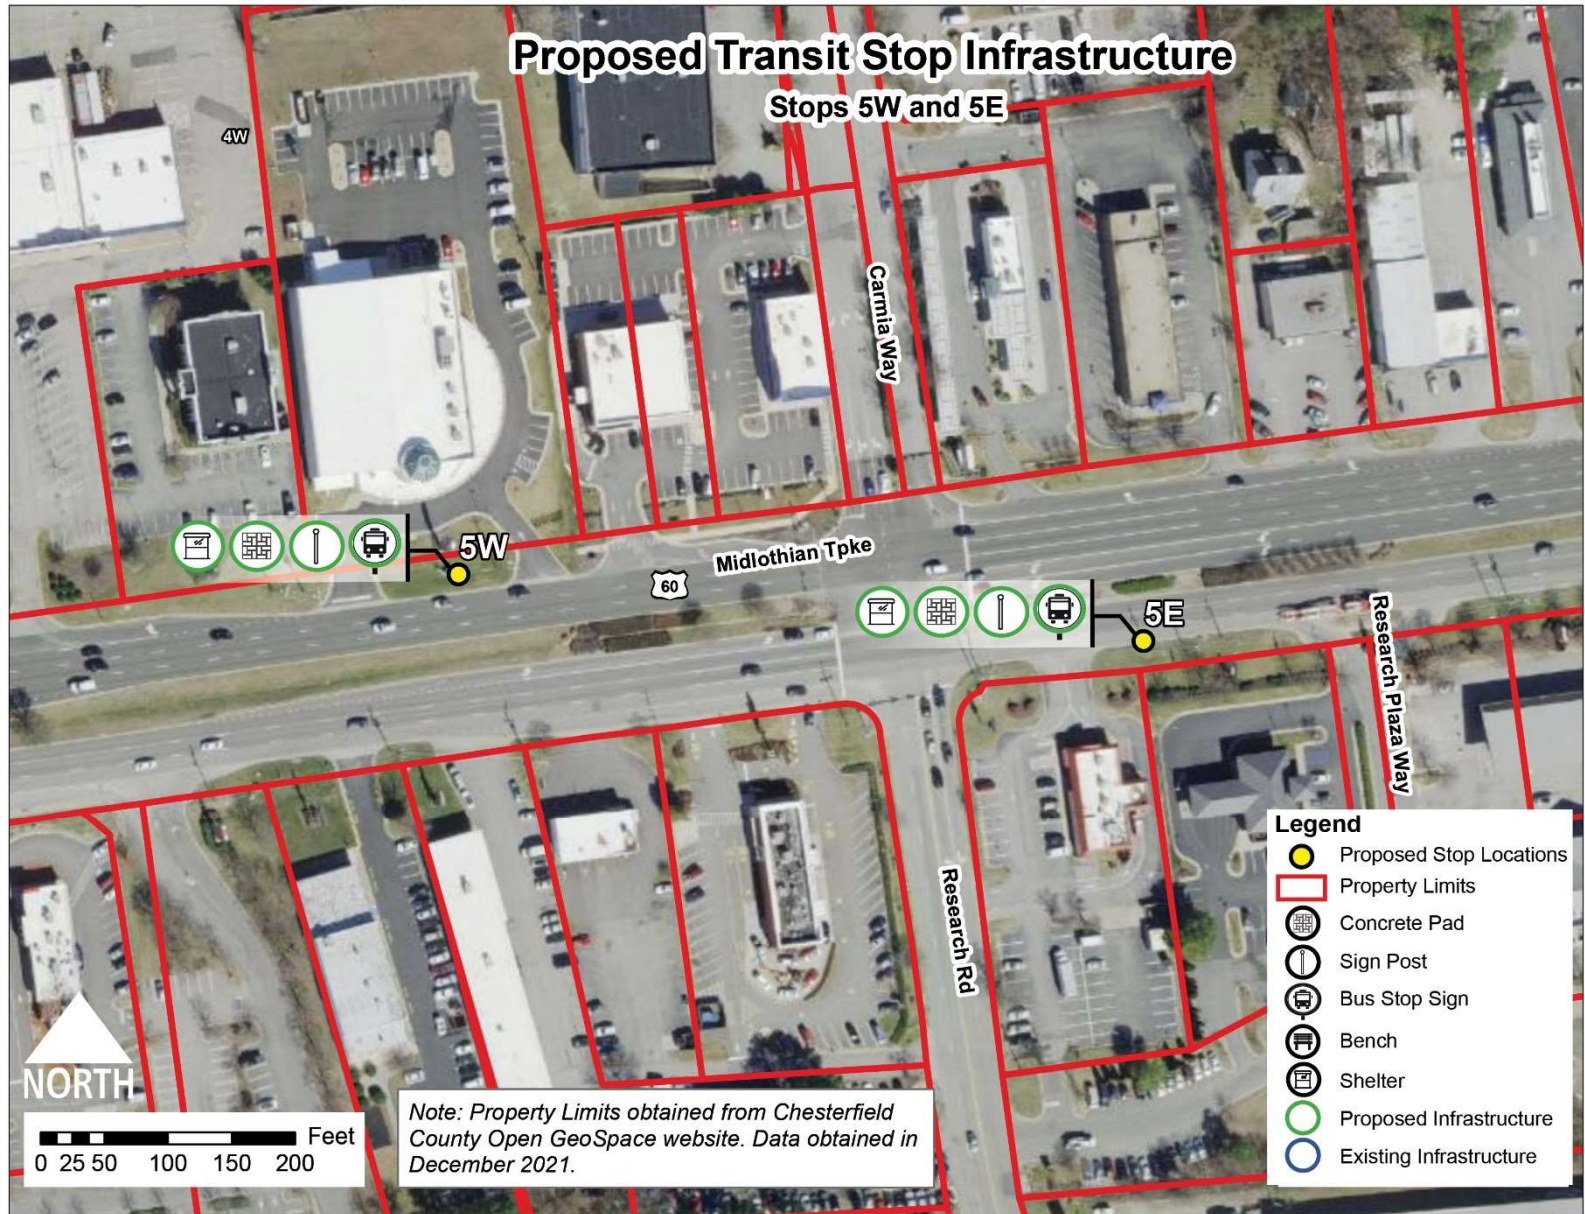 Proposed Transit Stop Infrastructure
Stops 5W and 5E
4W
Carmia Way
5W
Midlothian Tpke
60
5E
Research Plaza Way
Research Rd
Legend
Proposed Stop Locations
Property Limits
Concrete Pad
Sign Post
Bus Stop Sign
Bench
Shelter
Proposed Infrastructure
Existing Infrastructure
NORTH
Feet
0 25 50 100 150 200
Note: Property Limits obtained from Chesterfield
County Open GeoSpace website. Data obtained in
December 2021.